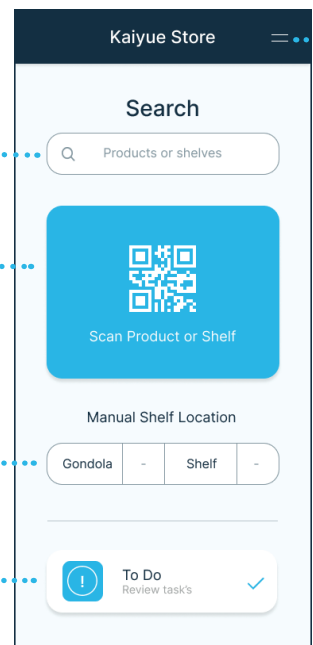 Kaiyue Store
Search
Products or shelves
Scan Product or Shelf
Manual Shelf Location
Gondola - Shelf -
To Do
Review task's